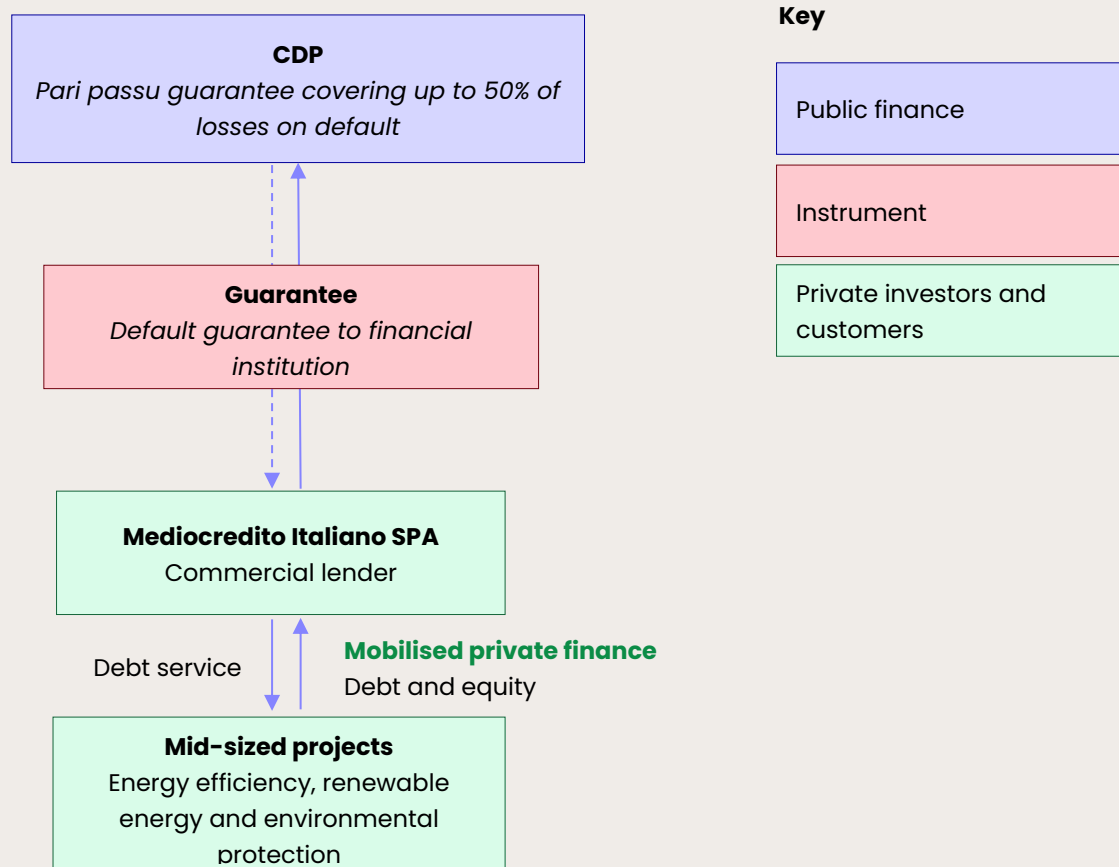 CDP
Pari passu guarantee covering up to 50% of
losses on default
Guarantee
Default guarantee to financial
institution
Mediocredito Italiano SPA
Commercial lender
Debt service
Mobilised private finance
Debt and equity
Mid-sized projects
Energy efficiency, renewable
energy and environmental
protection
Key
Public finance
Instrument
Private investors and
customers